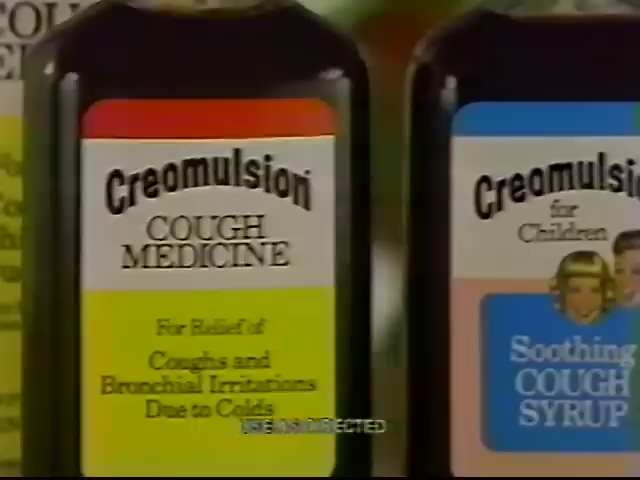 Creomulsion
COUGH
MEDICINE
For Relief of
Coughs and
Bronchial Irritations
Due to Colds
USE AS DIRECTED
Creomulsi
for
Children
Soothing
COUGH
SYRUP